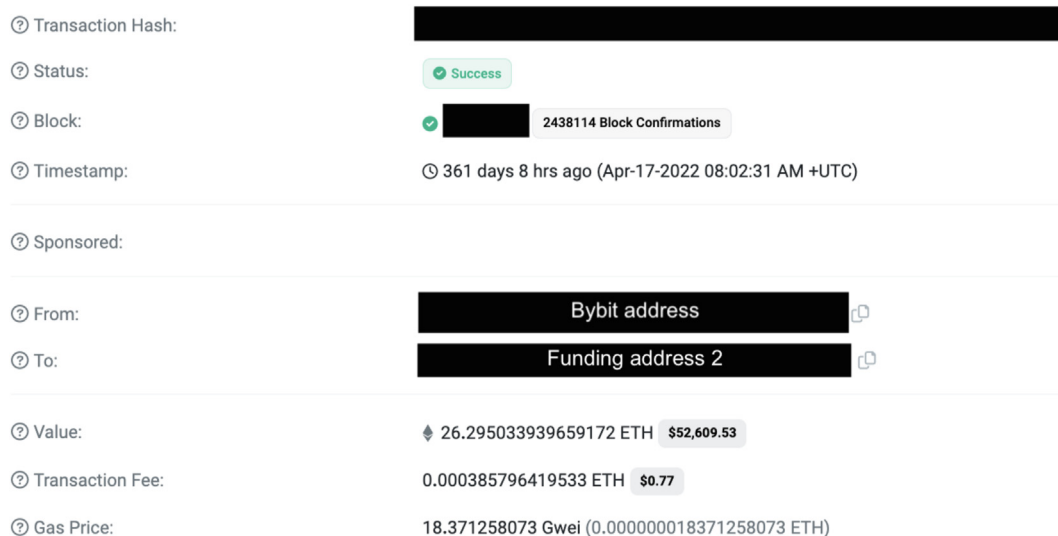 Transaction Hash:
Status: Success
Block: 2438114 Block Confirmations
Timestamp: 361 days 8 hrs ago (Apr-17-2022 08:02:31 AM +UTC)
Sponsored:
From: Bybit address
To: Funding address 2
Value: 26.295033939659172 ETH $52,609.53
Transaction Fee: 0.000385796419533 ETH $0.77
Gas Price: 18.371258073 Gwei (0.000000018371258073 ETH)